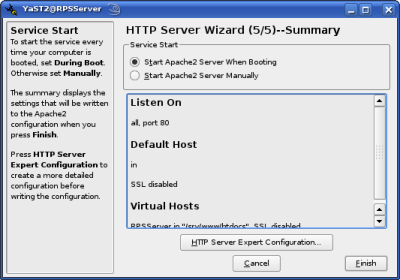 YaST2@RPSServer
Service Start
To start the service every
time your computer is
booted, set During Boot.
Otherwise set Manually.
The summary displays the
settings that will be written
to the Apache2
configuration when you
press Finish.
Press HTTP Server
Expert Configuration to
create a more detailed
configuration before
writing the configuration.
HTTP Server Wizard (5/5)--Summary
Service Start
Start Apache2 Server When Booting
Start Apache2 Server Manually
Listen On
all, port 80
Default Host
in
SSL disabled
Virtual Hosts
RPSServer in "/srv/www/htdocs", SSL disabled
HTTP Server Expert Configuration...
Cancel
Finish